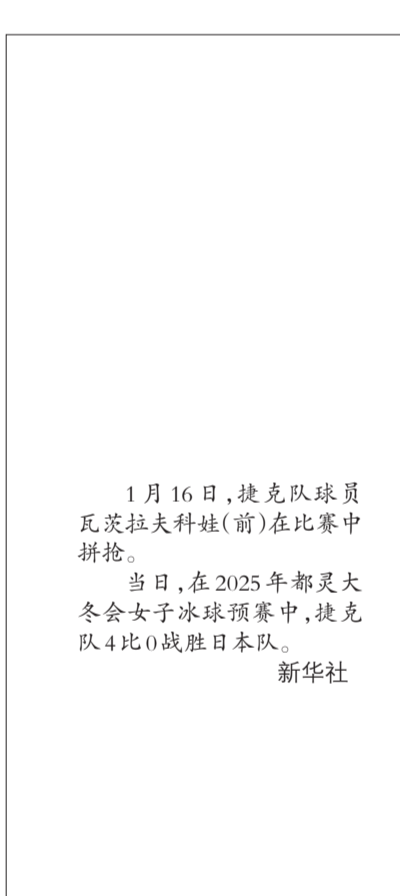 1月16日,捷克队球员
瓦茨拉夫科娃(前)在比赛中
拼抢。
当日,在2025年都灵大
冬会女子冰球预赛中,捷克
队4比0战胜日本队。
新华社